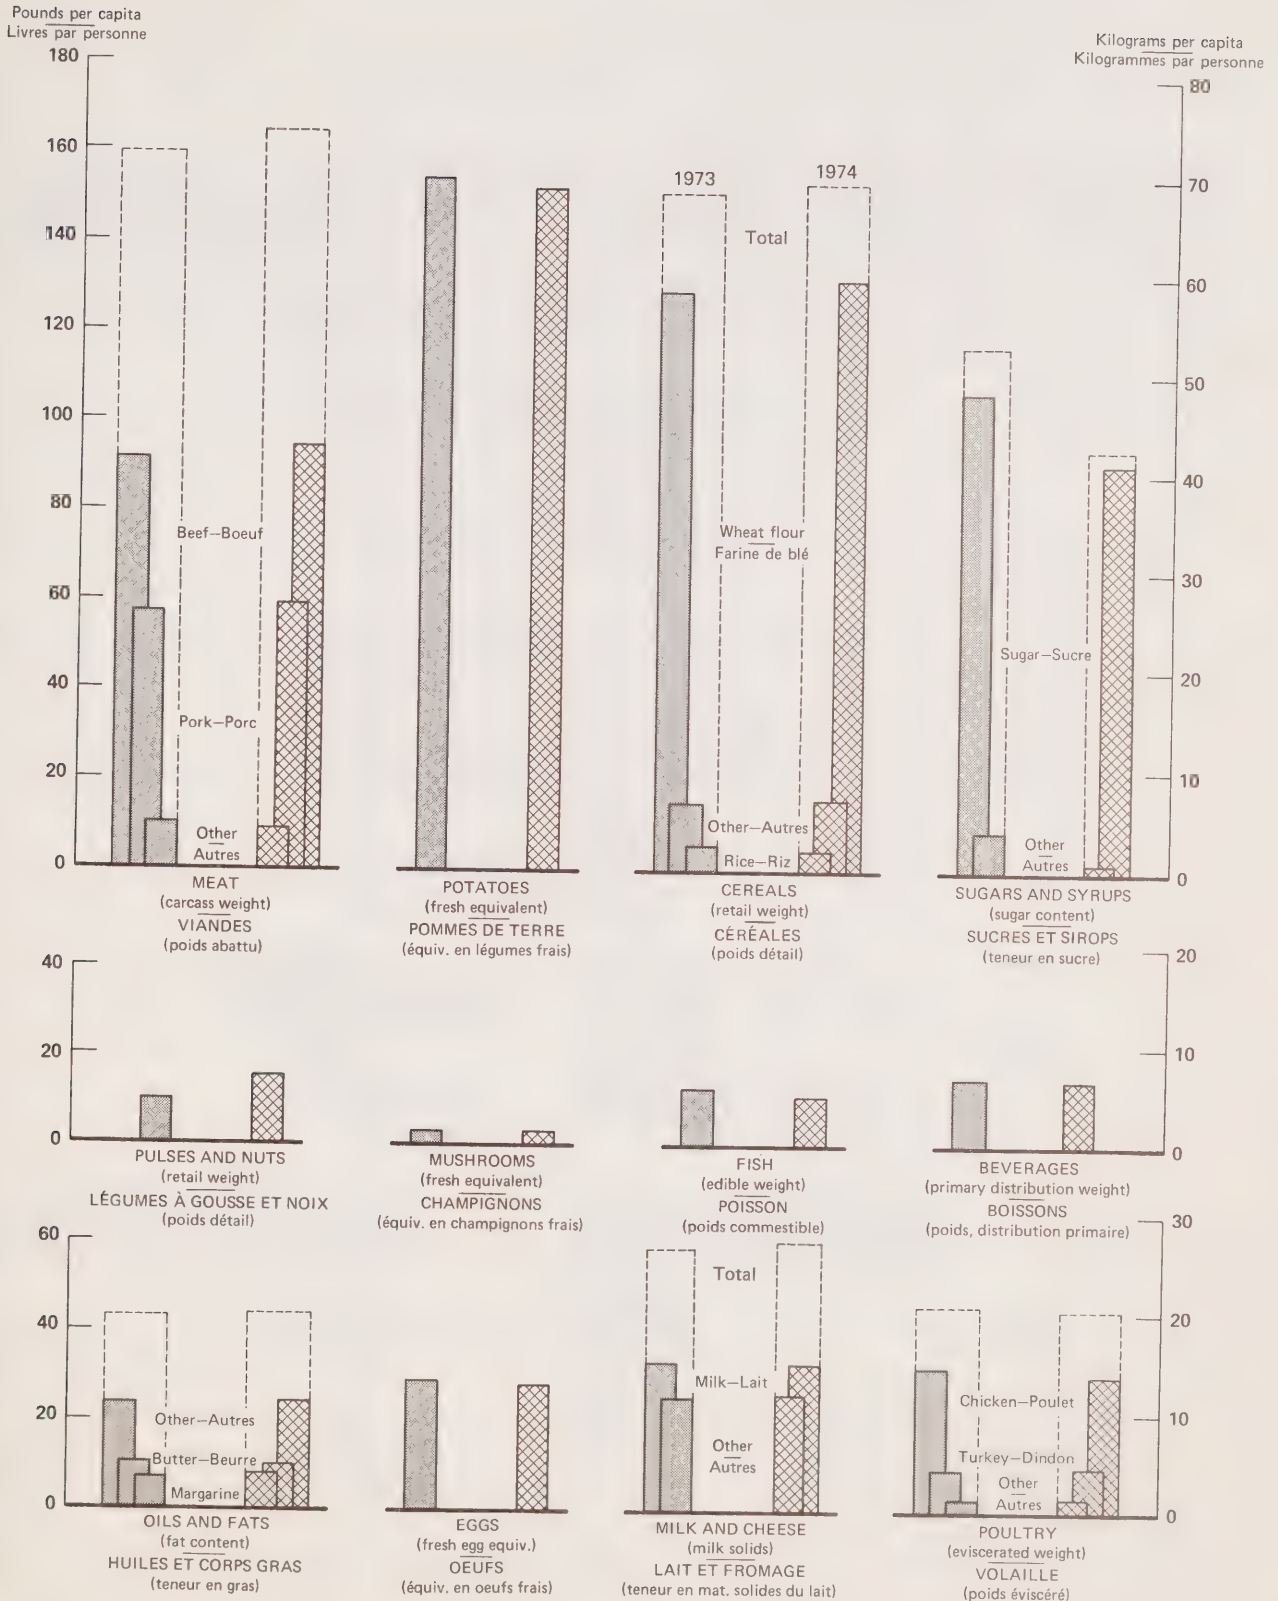 Pounds per capita
Livres par personne
Kilograms per capita
Kilogrammes par personne
180
160
140
120
100
80
60
40
20
0
80
70
60
50
40
30
20
10
0
1973
1974
Total
Beef–Boeuf
Pork–Porc
Other
Autres
Wheat flour
Farine de blé
Other–Autres
Rice–Riz
Sugar–Sucre
Other
Autres
MEAT
(carcass weight)
VIANDES
(poids abattu)
POTATOES
(fresh equivalent)
POMMES DE TERRE
(équiv. en légumes frais)
CEREALS
(retail weight)
CÉRÉALES
(poids détail)
SUGARS AND SYRUPS
(sugar content)
SUCRES ET SIROPS
(teneur en sucre)
40
20
0
20
10
0
PULSES AND NUTS
(retail weight)
LÉGUMES À GOUSSE ET NOIX
(poids détail)
MUSHROOMS
(fresh equivalent)
CHAMPIGNONS
(équiv. en champignons frais)
FISH
(edible weight)
POISSON
(poids commestible)
BEVERAGES
(primary distribution weight)
BOISSONS
(poids, distribution primaire)
60
40
20
0
30
20
10
0
Other–Autres
Butter–Beurre
Margarine
Total
Milk–Lait
Other
Autres
Chicken–Poulet
Turkey–Dindon
Other
Autres
OILS AND FATS
(fat content)
HUILES ET CORPS GRAS
(teneur en gras)
EGGS
(fresh egg equiv.)
OEUFS
(équiv. en oeufs frais)
MILK AND CHEESE
(milk solids)
LAIT ET FROMAGE
(teneur en mat. solides du lait)
POULTRY
(eviscerated weight)
VOLAILLE
(poids éviscéré)